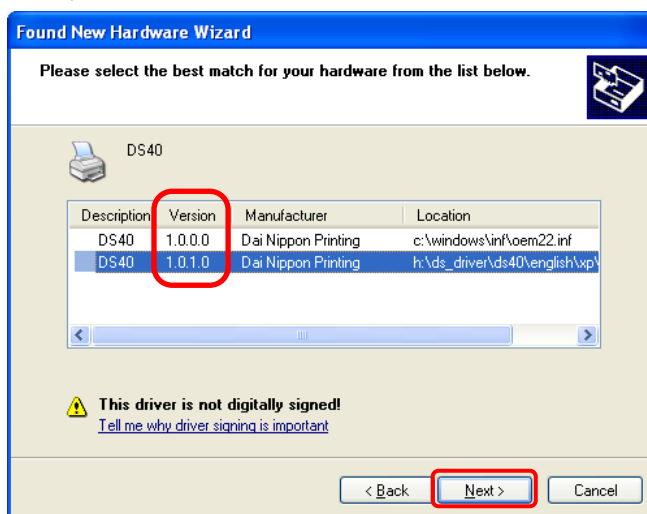 Found New Hardware Wizard
Please select the best match for your hardware from the list below.
DS40
Description Version Manufacturer Location
DS40 1.0.0.0 Dai Nippon Printing c:\windows\inf\oem22.inf
DS40 1.0.1.0 Dai Nippon Printing h:\ds_driver\ds40\english\xp\
This driver is not digitally signed!
Tell me why driver signing is important
< Back Next > Cancel